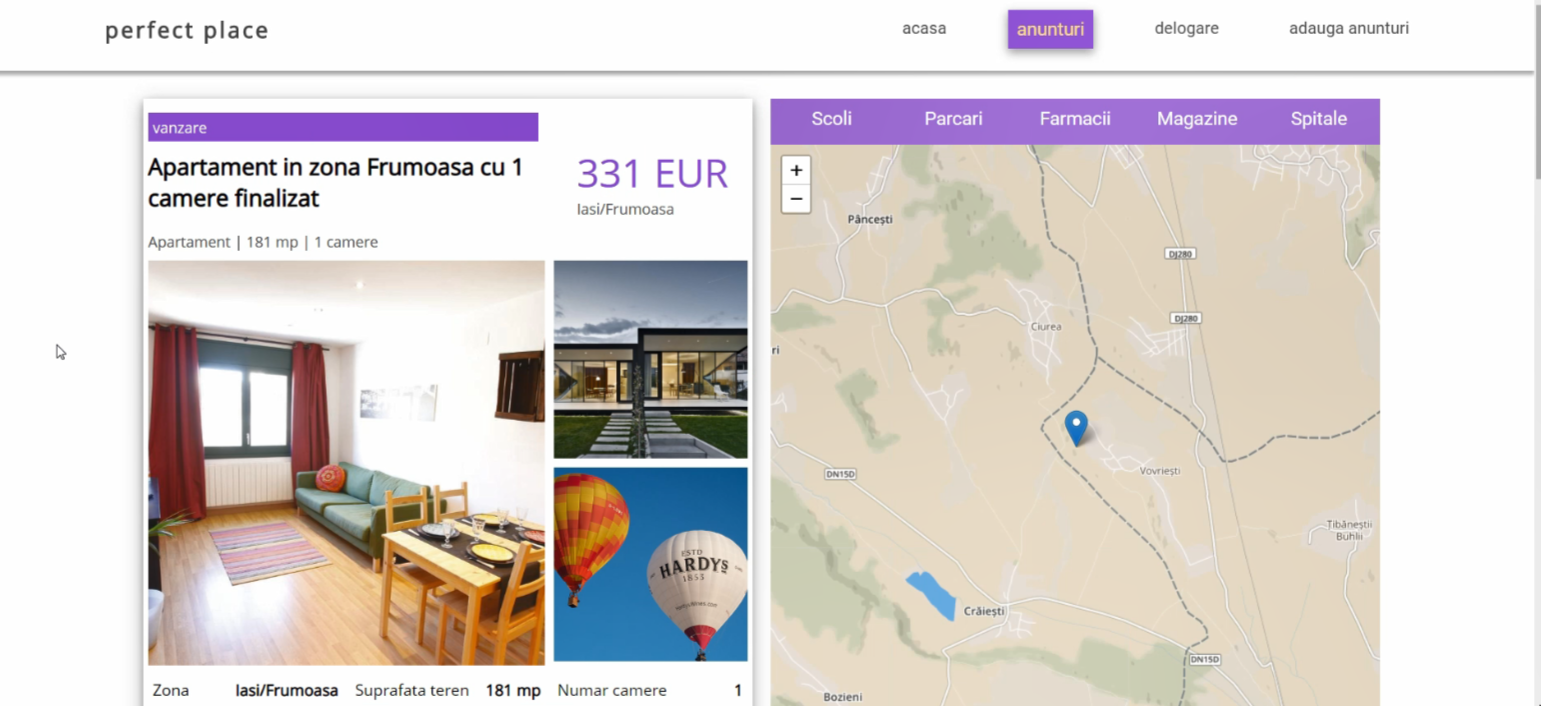 perfect place
acasa
anunturi
delogare
adauga anunturi
vanzare
Apartament in zona Frumoasa cu 1
camere finalizat
331 EUR
Iasi/Frumoasa
Apartament | 181 mp | 1 camere
ESTD
HARDYS
1853
Zona Iasi/Frumoasa Suprafata teren 181 mp Numar camere 1
Scoli Parcari Farmacii Magazine Spitale
+
−
Pâncești
DJ280
DJ280
Ciurea
ri
DN15D
Vovriești
Țibăneștii
Buhlii
Crăiești
DN15D
Bozieni